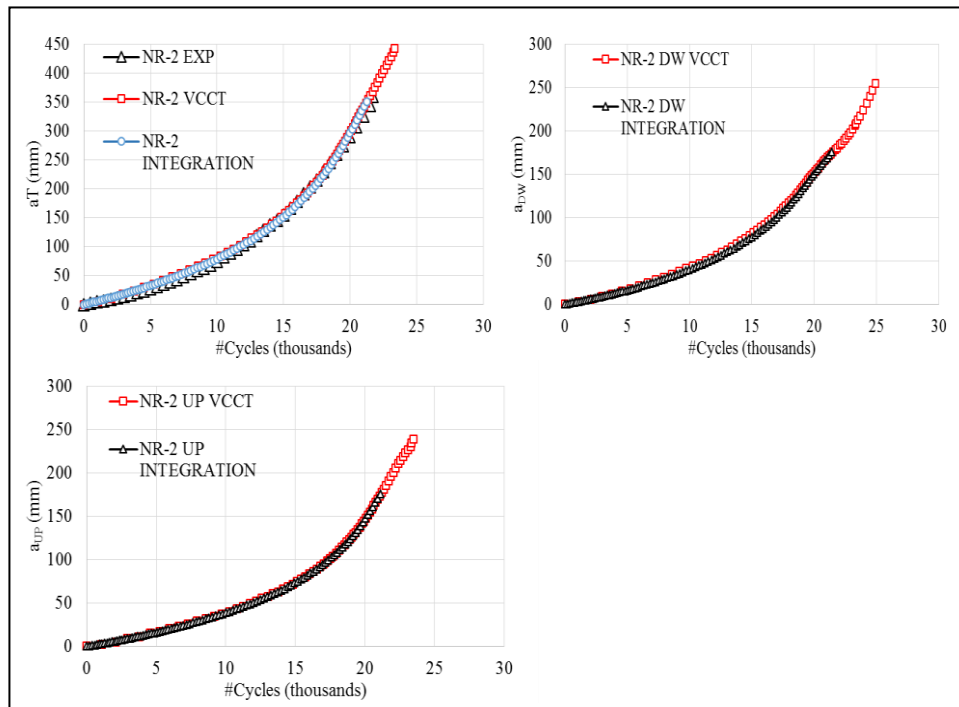 450
400
350
300
250
200
150
100
50
0
aT (mm)
NR-2 EXP
NR-2 VCCT
NR-2
INTEGRATION
0 5 10 15 20 25 30
#Cycles (thousands)
300
250
200
150
100
50
0
aDW (mm)
NR-2 DW VCCT
NR-2 DW
INTEGRATION
0 5 10 15 20 25 30
#Cycles (thousands)
300
250
200
150
100
50
0
aUP (mm)
NR-2 UP VCCT
NR-2 UP
INTEGRATION
0 5 10 15 20 25 30
#Cycles (thousands)